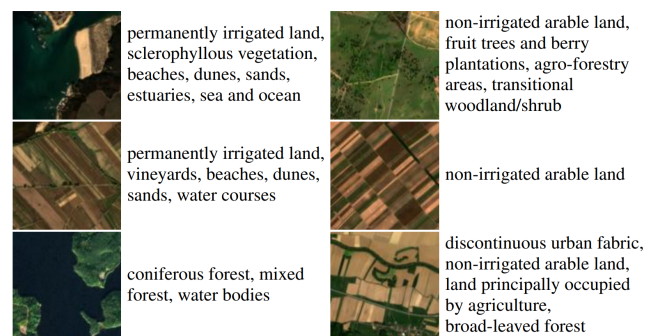 permanently irrigated land,
sclerophyllous vegetation,
beaches, dunes, sands,
estuaries, sea and ocean
non-irrigated arable land,
fruit trees and berry
plantations, agro-forestry
areas, transitional
woodland/shrub
permanently irrigated land,
vineyards, beaches, dunes,
sands, water courses
non-irrigated arable land
coniferous forest, mixed
forest, water bodies
discontinuous urban fabric,
non-irrigated arable land,
land principally occupied
by agriculture,
broad-leaved forest